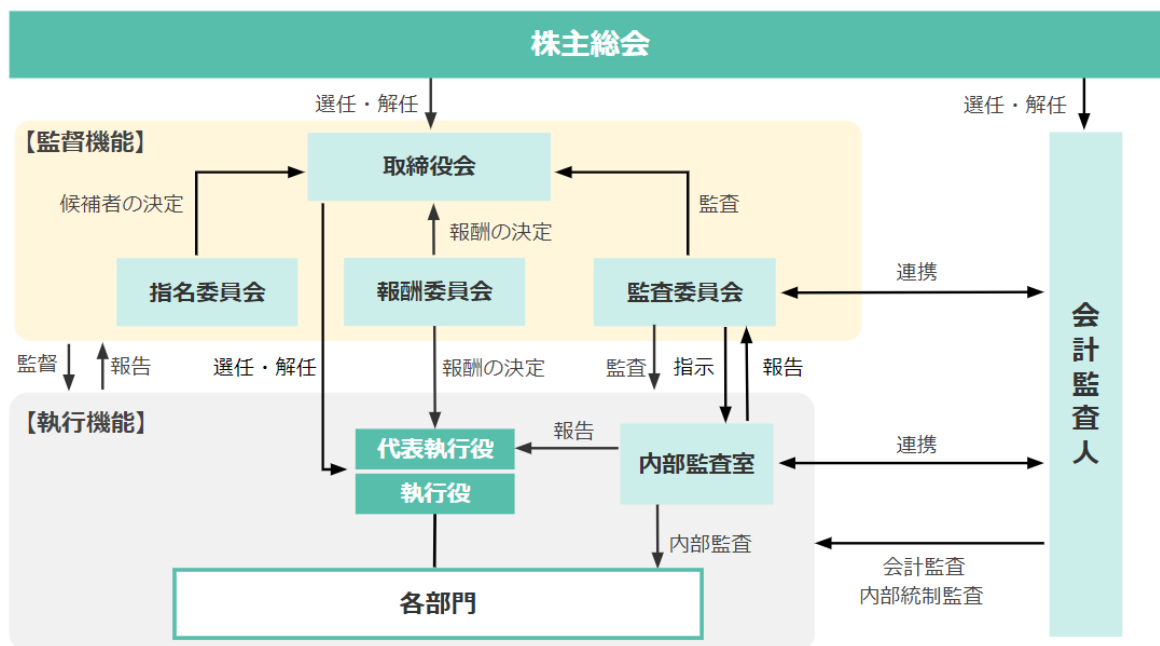 株主総会
選任・解任
選任・解任
【監督機能】
取締役会
候補者の決定
報酬の決定
監査
指名委員会
報酬委員会
監査委員会
連携
会計監査人
監督
報告
選任・解任
報酬の決定
監査
指示
報告
【執行機能】
代表執行役
執行役
報告
内部監査室
連携
内部監査
会計監査
内部統制監査
各部門